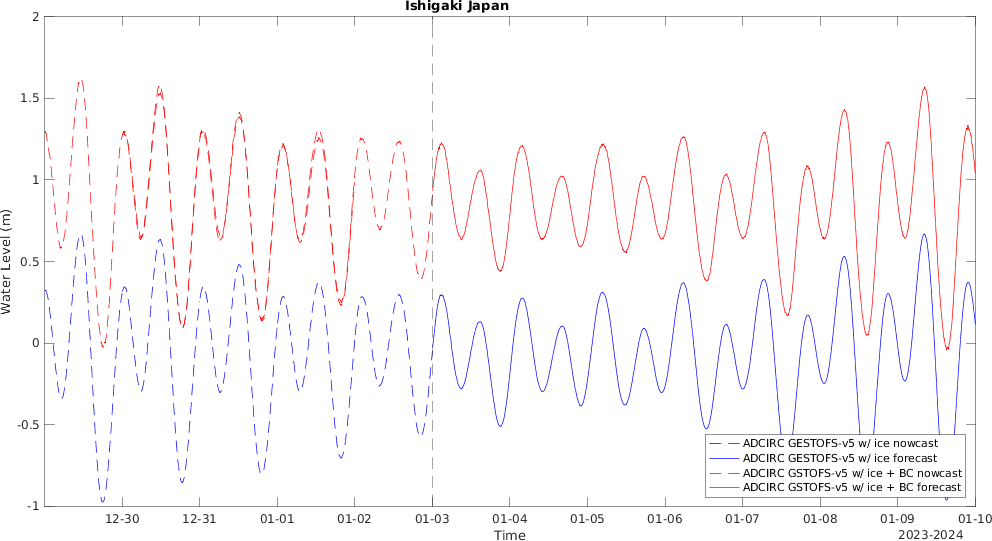 Ishigaki Japan
Water Level (m)
2
1.5
1
0.5
0
-0.5
-1
ADCIRC GESTOFS-v5 w/ ice nowcast
ADCIRC GESTOFS-v5 w/ ice forecast
ADCIRC GSTOFS-v5 w/ ice + BC nowcast
ADCIRC GSTOFS-v5 w/ ice + BC forecast
12-30 12-31 01-01 01-02 01-03 01-04 01-05 01-06 01-07 01-08 01-09 01-10
Time
2023-2024